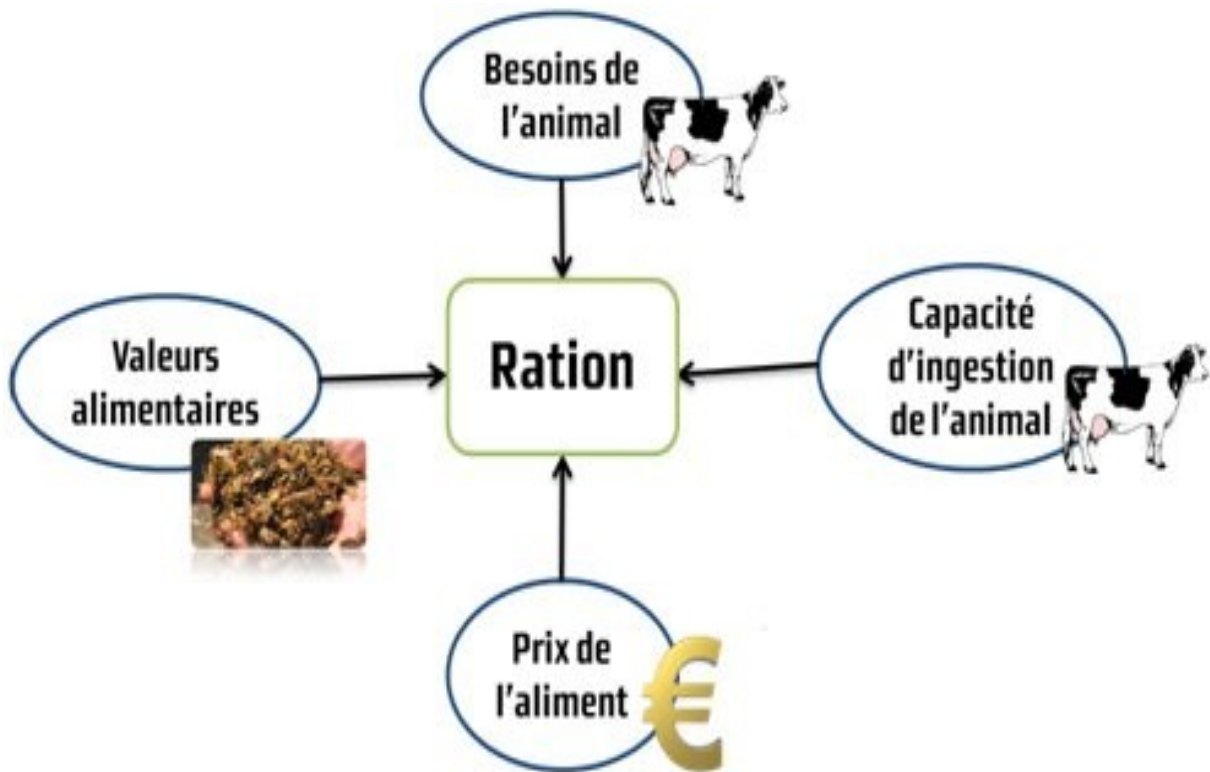 Besoins de
l'animal
Valeurs
alimentaires
Ration
Capacité
d'ingestion
de l'animal
Prix de
l'aliment
€